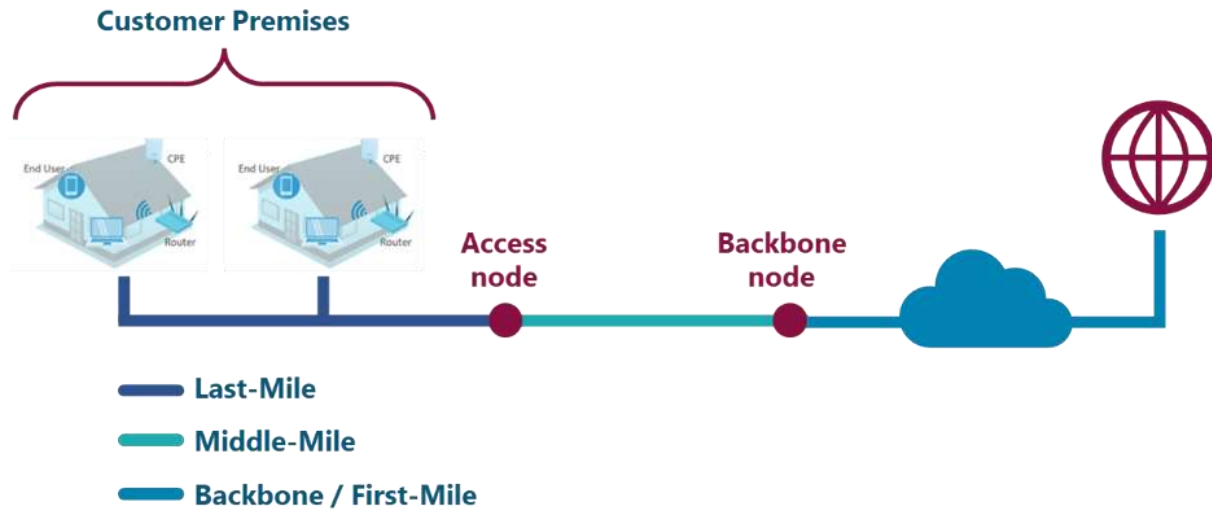 Customer Premises
CPE
End User
Router
CPE
End User
Router
Access
node
Backbone
node
Last-Mile
Middle-Mile
Backbone / First-Mile